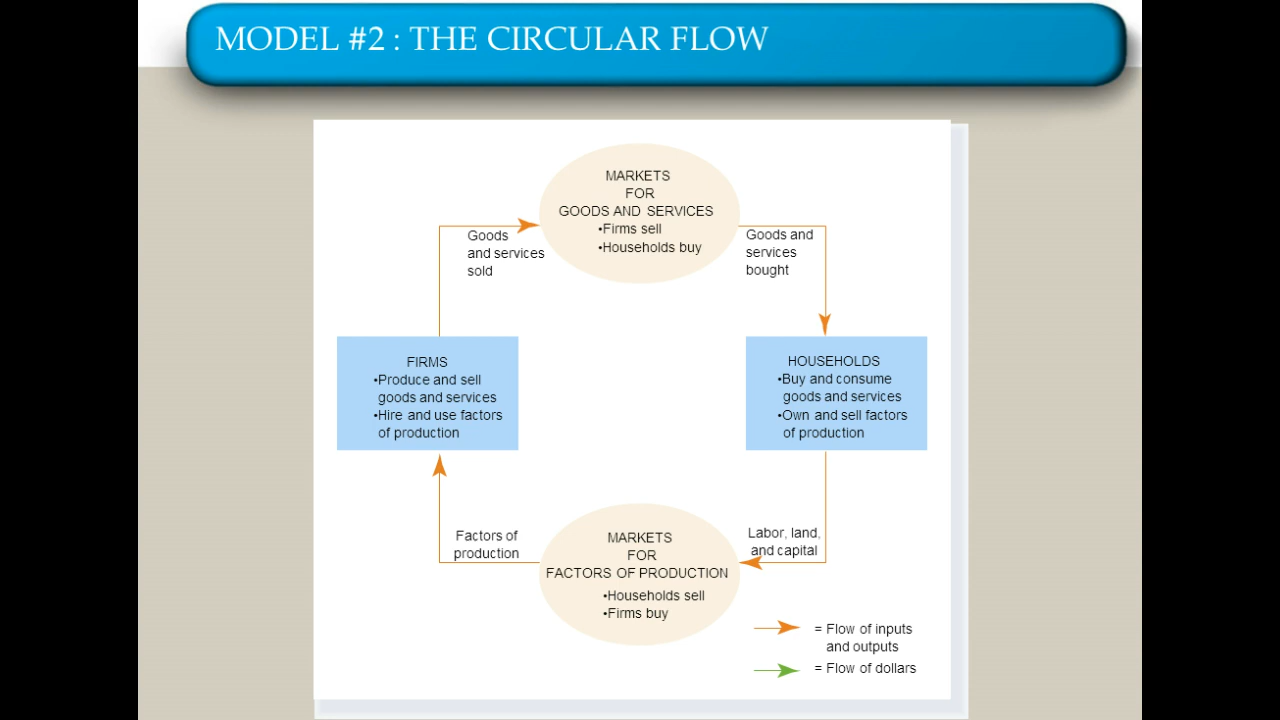 MODEL #2 : THE CIRCULAR FLOW
MARKETS
FOR
GOODS AND SERVICES
•Firms sell
•Households buy
Goods
and services
sold
Goods and
services
bought
FIRMS
•Produce and sell
goods and services
•Hire and use factors
of production
HOUSEHOLDS
•Buy and consume
goods and services
•Own and sell factors
of production
Factors of
production
MARKETS
FOR
FACTORS OF PRODUCTION
•Households sell
•Firms buy
Labor, land,
and capital
= Flow of inputs
and outputs
= Flow of dollars